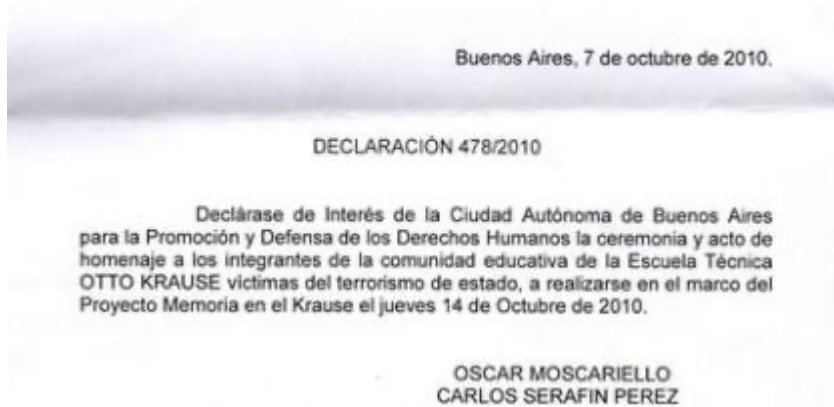 Buenos Aires, 7 de octubre de 2010.
DECLARACIÓN 478/2010
Declárase de Interés de la Ciudad Autónoma de Buenos Aires
para la Promoción y Defensa de los Derechos Humanos la ceremonia y acto de
homenaje a los integrantes de la comunidad educativa de la Escuela Técnica
OTTO KRAUSE víctimas del terrorismo de estado, a realizarse en el marco del
Proyecto Memoria en el Krause el jueves 14 de Octubre de 2010.
OSCAR MOSCARIELLO
CARLOS SERAFIN PEREZ